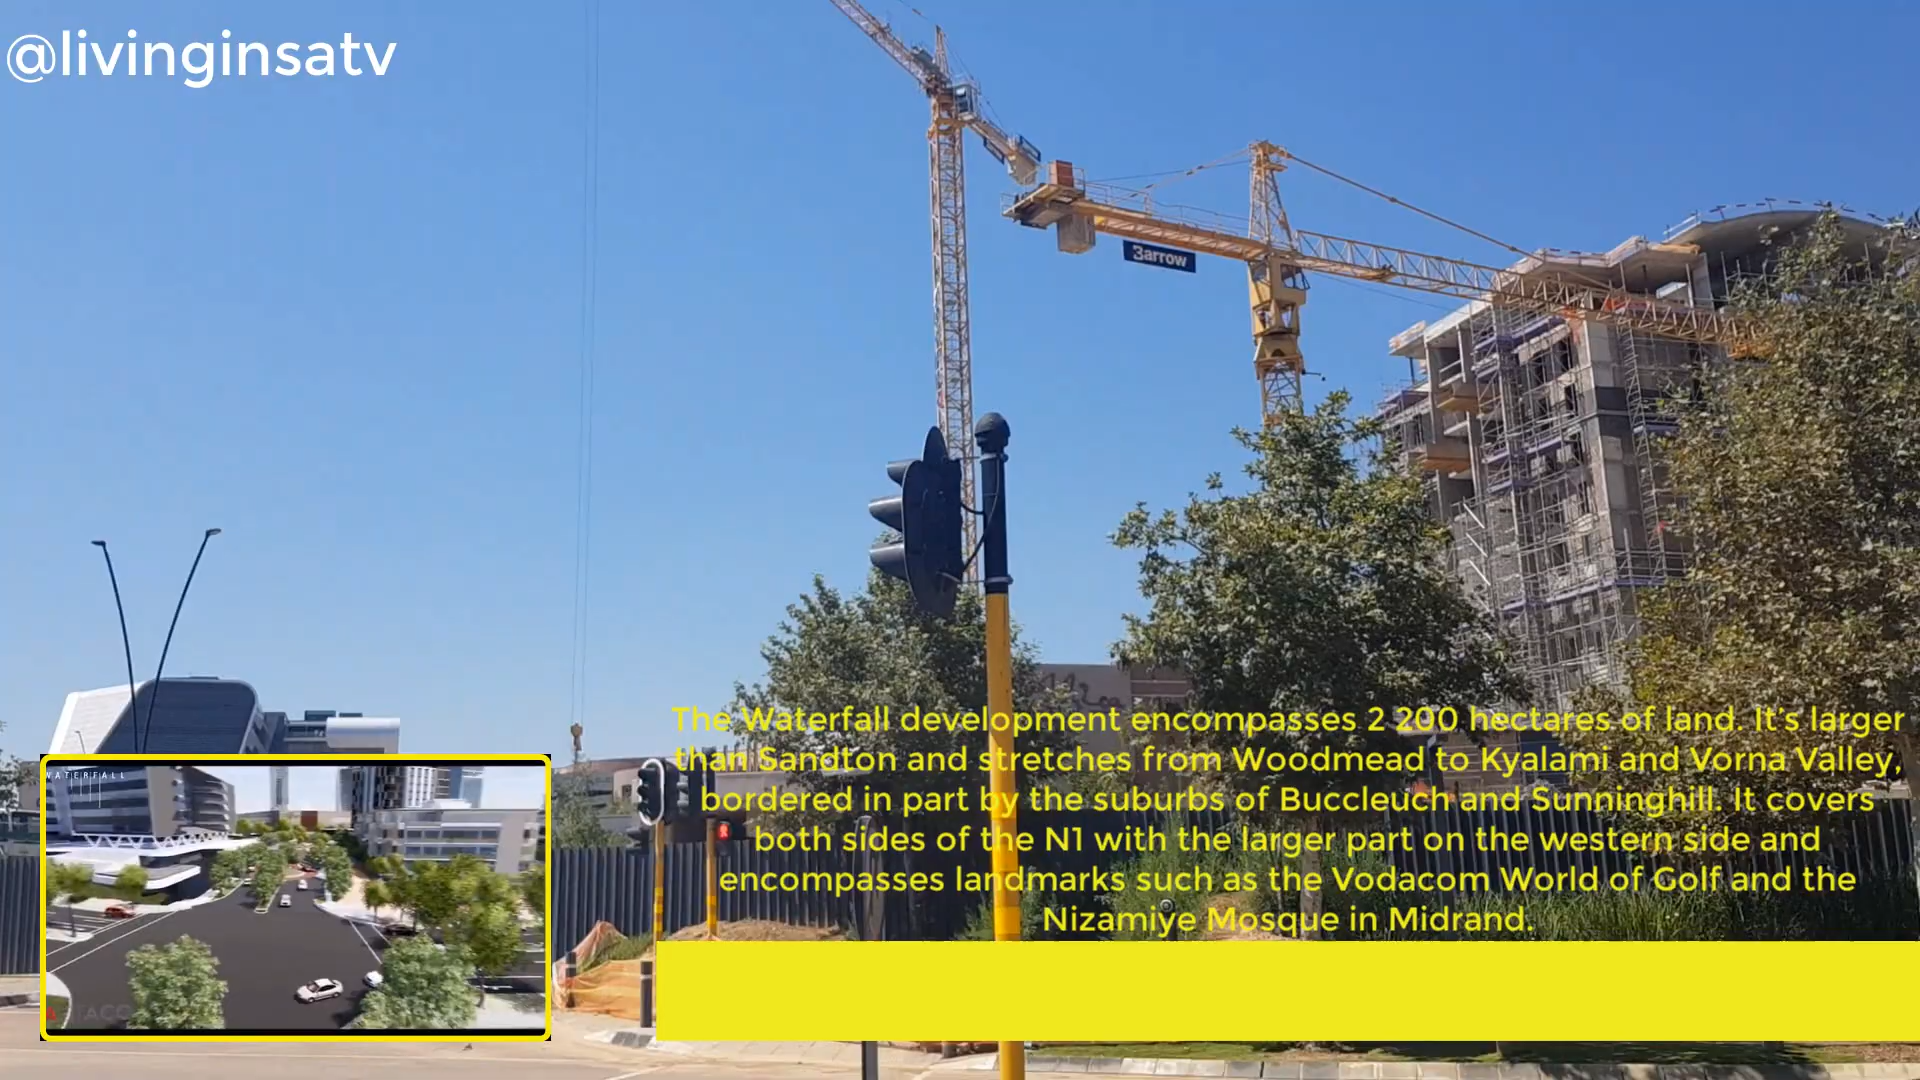 @livinginsatv
Barrow
The Waterfall development encompasses 2 200 hectares of land. It's larger
than Sandton and stretches from Woodmead to Kyalami and Vorna Valley,
bordered in part by the suburbs of Buccleuch and Sunninghill. It covers
both sides of the N1 with the larger part on the western side and
encompasses landmarks such as the Vodacom World of Golf and the
Nizamiye Mosque in Midrand.
WATERFALL